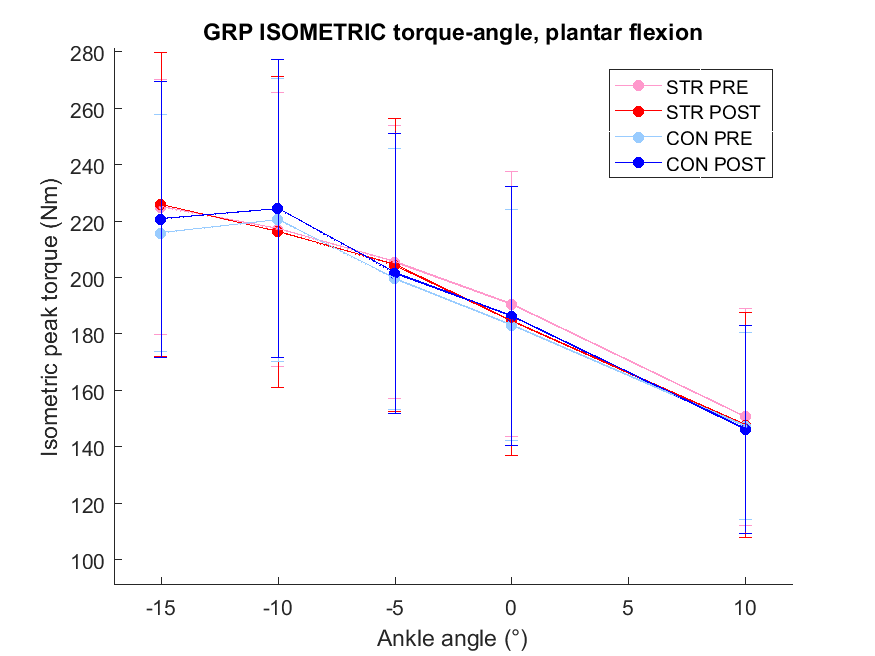 GRP ISOMETRIC torque-angle, plantar flexion
280
260
240
220
200
180
160
140
120
100
Isometric peak torque (Nm)
STR PRE
STR POST
CON PRE
CON POST
-15
-10
-5
0
5
10
Ankle angle (°)